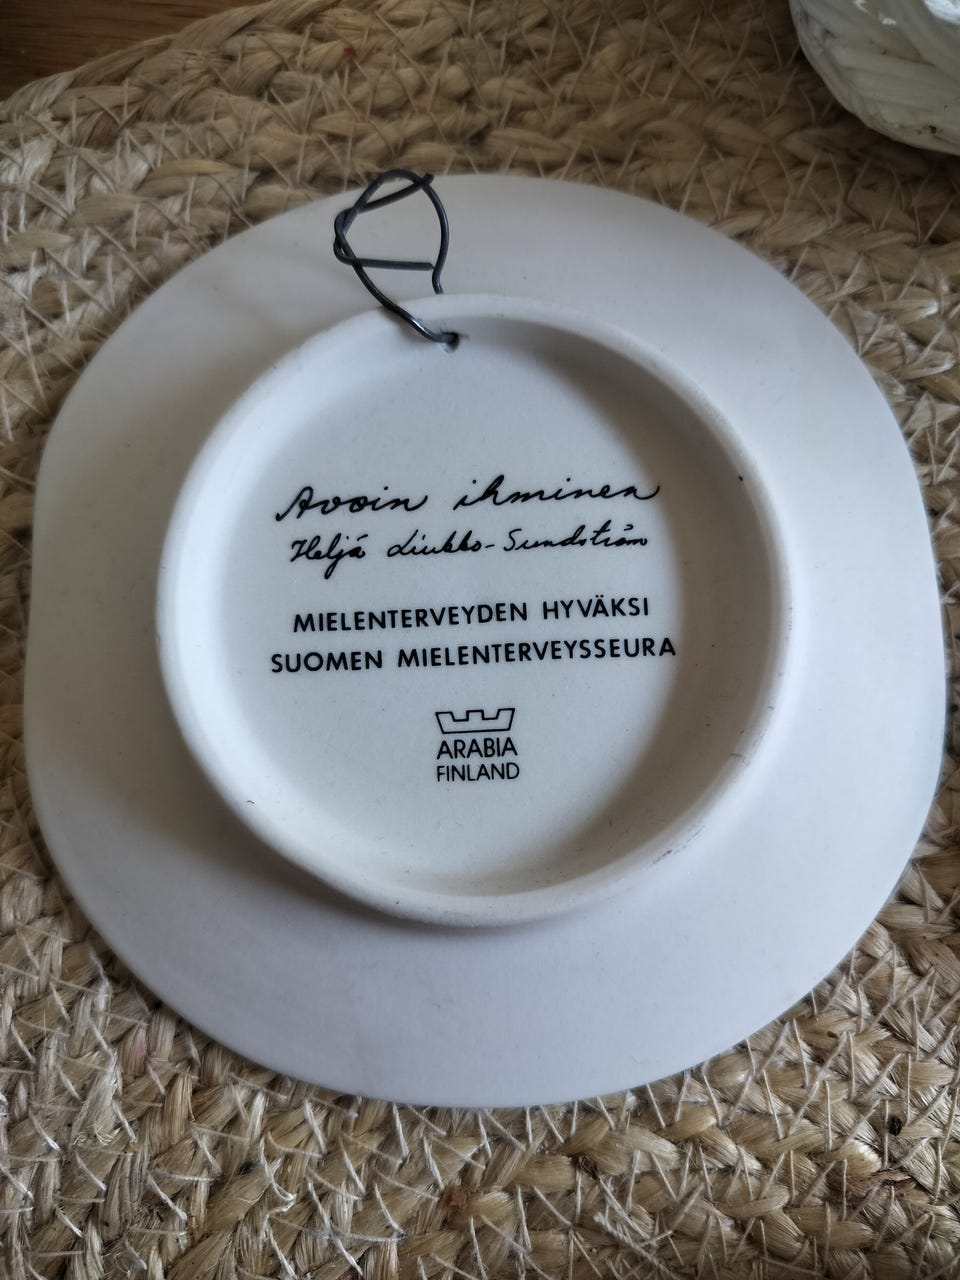 Avoin ihminen
Heljä Liukko-Sundström
MIELENTERVEYDEN HYVÄKSI
SUOMEN MIELENTERVEYSSEURA
ARABIA
FINLAND